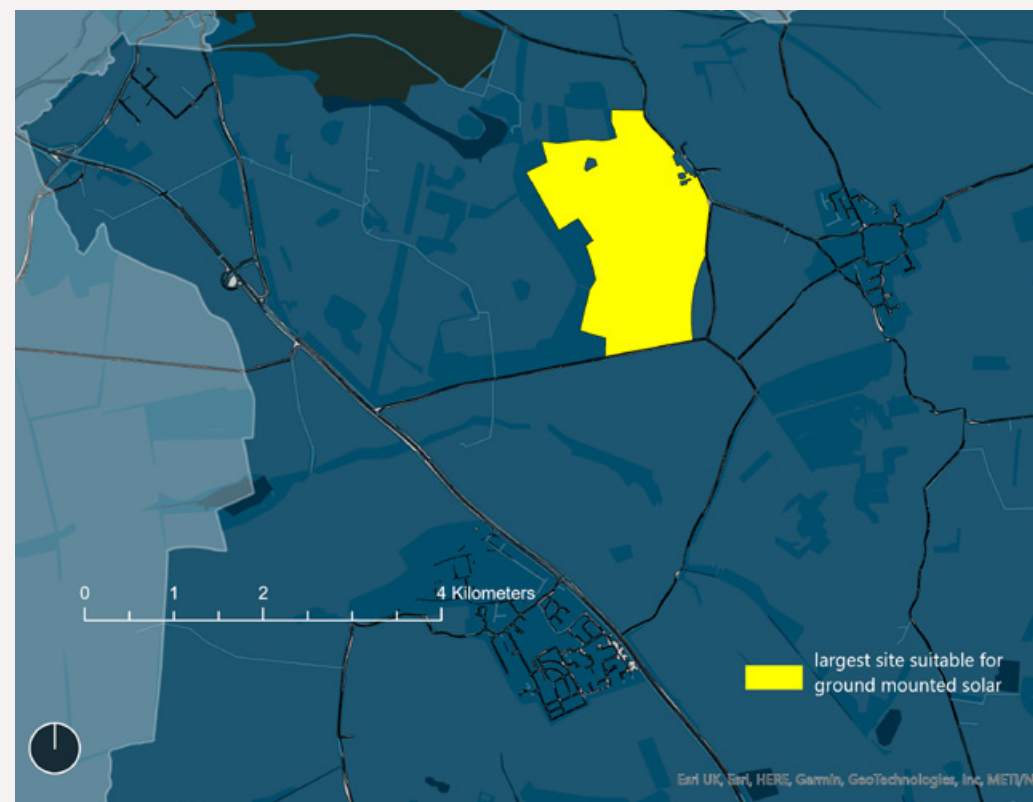 0 1 2 4 Kilometers
largest site suitable for
ground mounted solar
Esri UK, Esri, HERE, Garmin, GeoTechnologies, Inc, METI/N